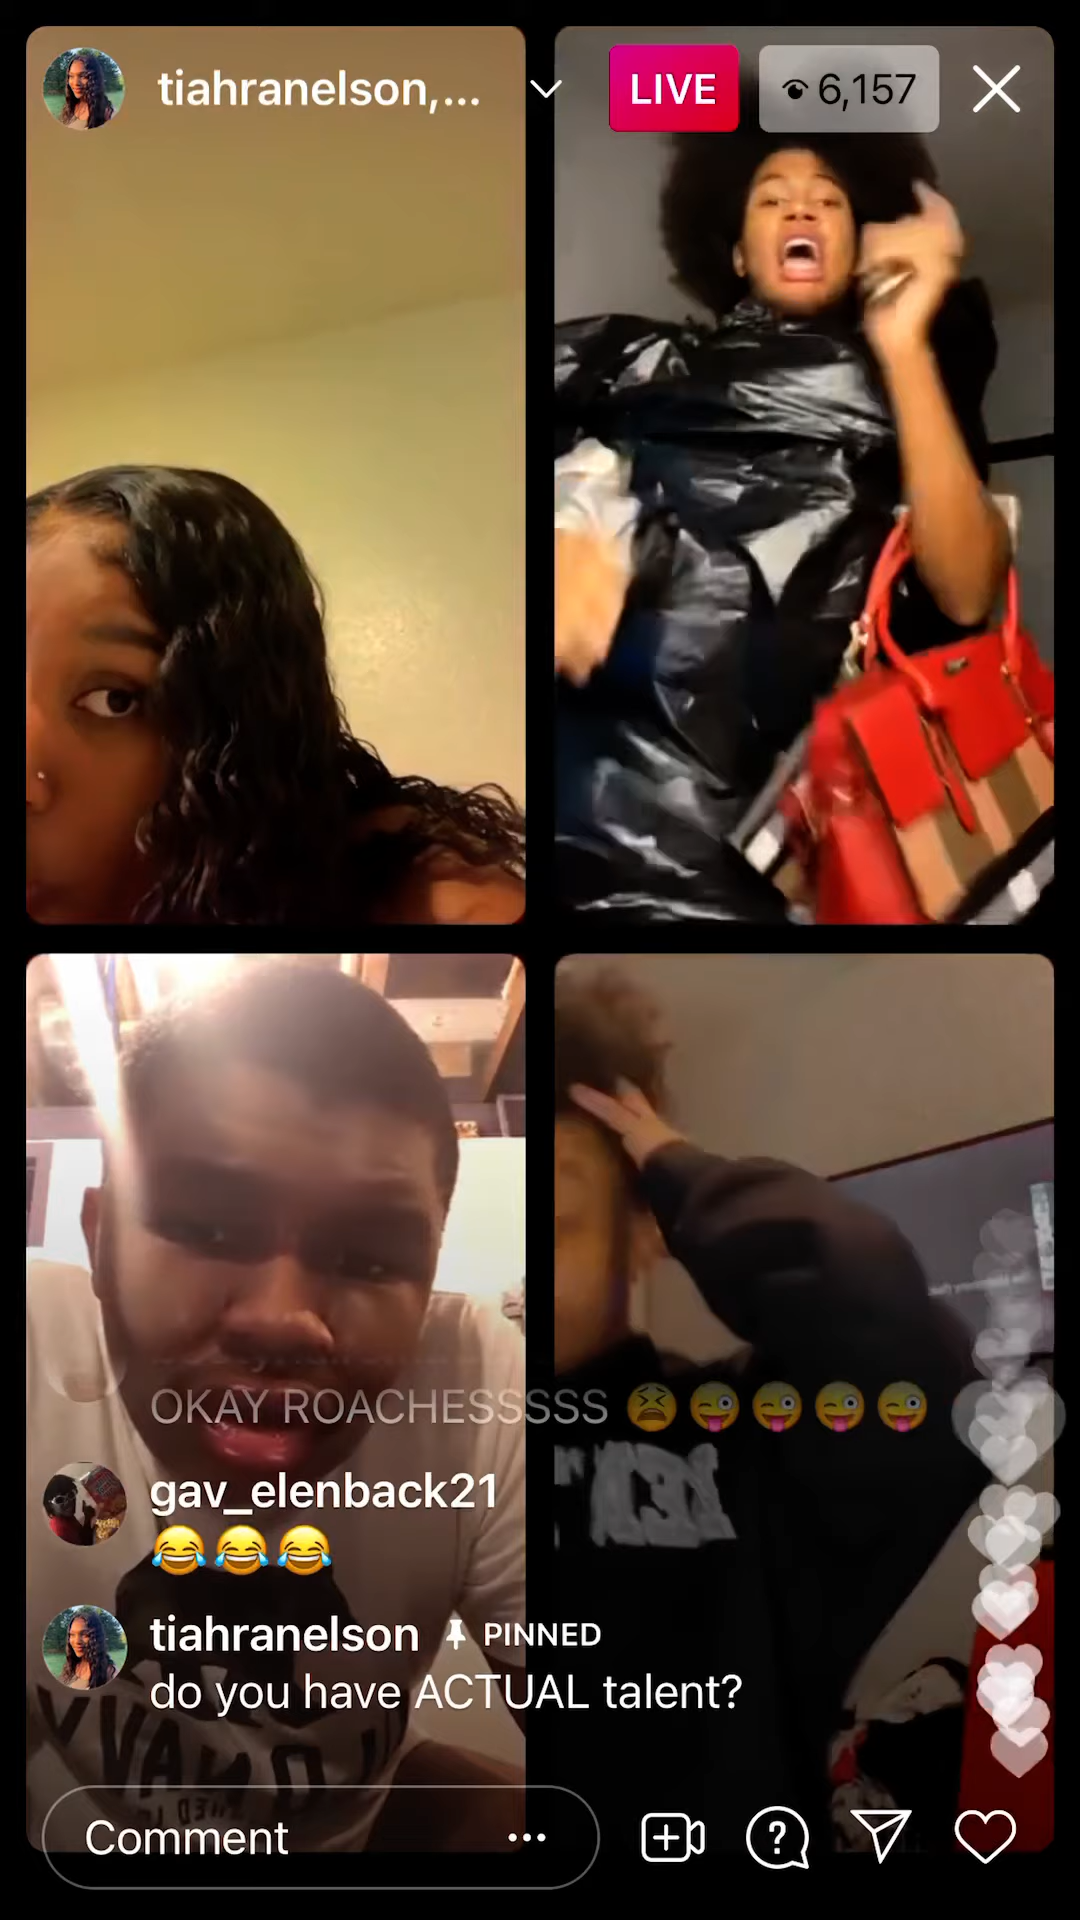 tiahranelson,...
LIVE
6,157
OKAY ROACHESSSSS 😫😜😜😜😜
gav_elenback21
😂😂😂
tiahranelson PINNED
do you have ACTUAL talent?
Comment